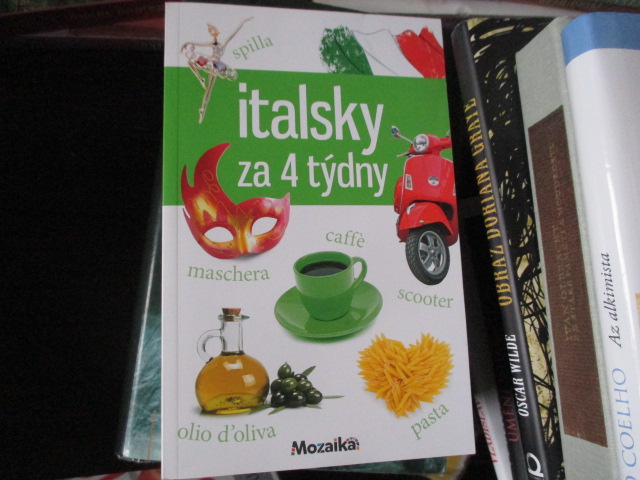 spilla
italsky
za 4 týdny
maschera
caffè
scooter
olio d'oliva
pasta
Mozaika
OBRAZ DORIANA GRAYE
OSCAR WILDE
COELHO
Az alkimista